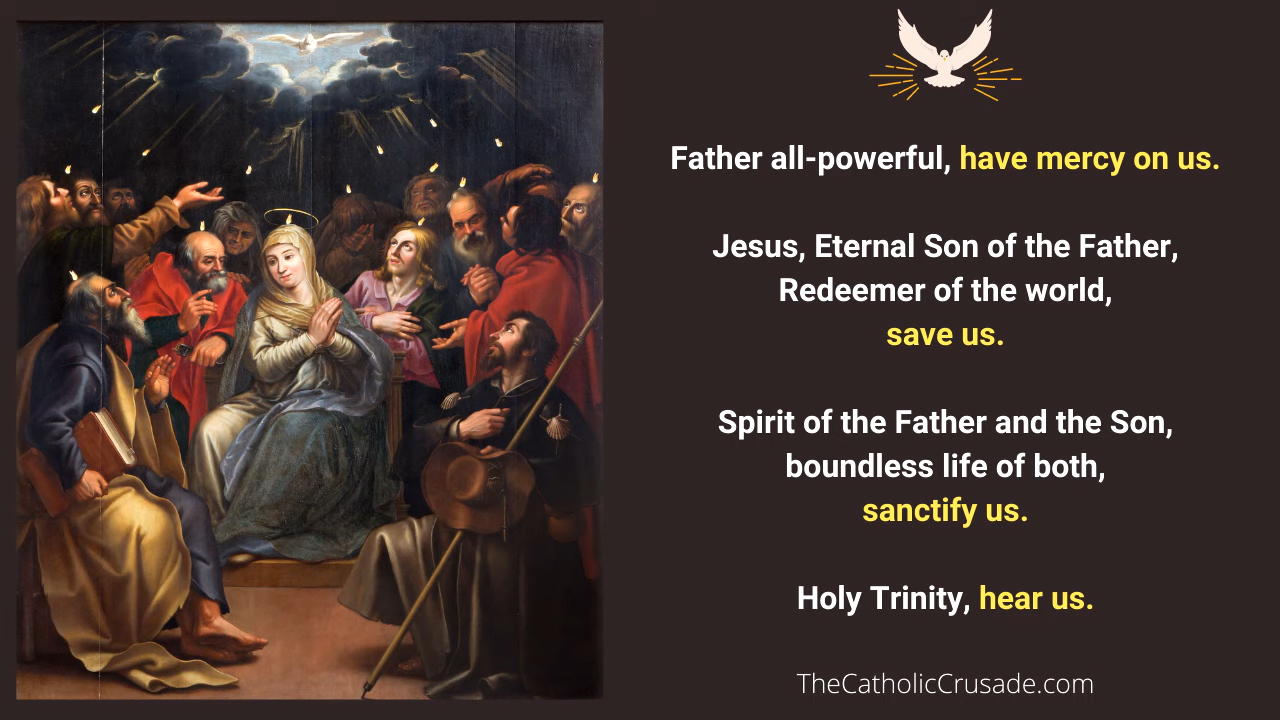 Father all-powerful, have mercy on us.
Jesus, Eternal Son of the Father,
Redeemer of the world,
save us.
Spirit of the Father and the Son,
boundless life of both,
sanctify us.
Holy Trinity, hear us.
TheCatholicCrusade.com